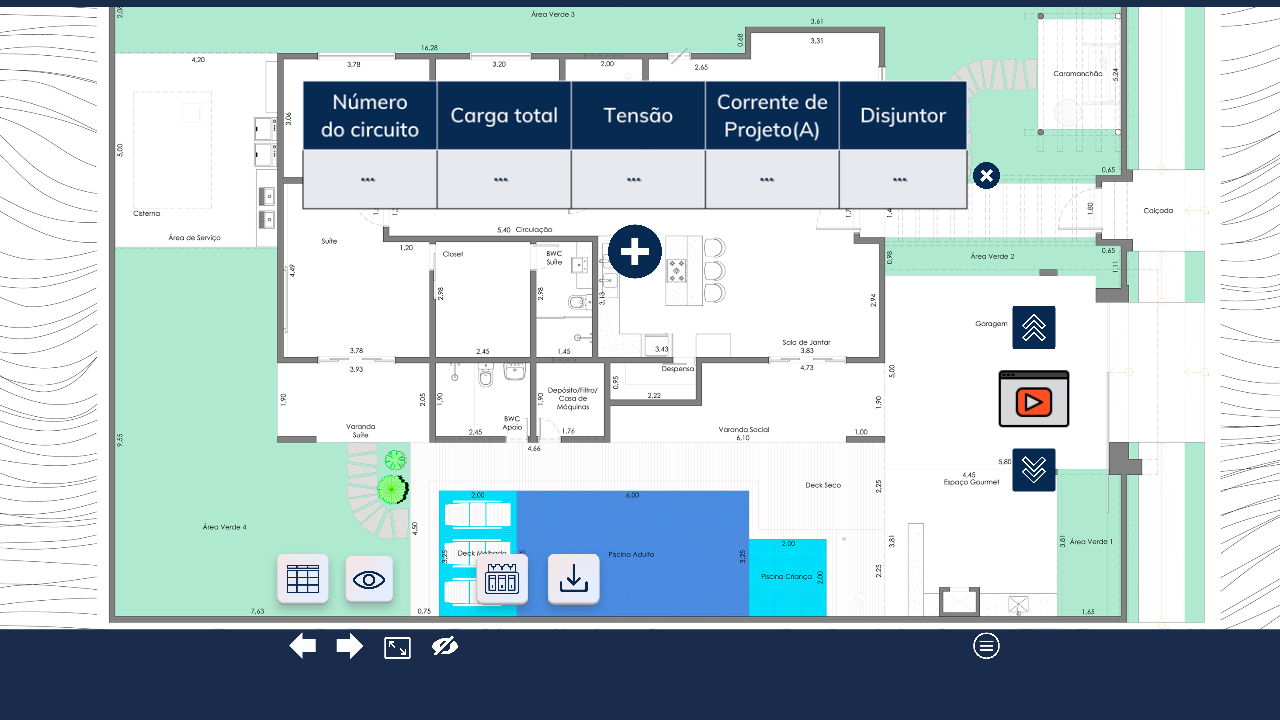 Área Verde 3
3,61
16,28
0,68
3,31
4,20
3,78
3,20
2,00
2,65
Caramanchão
5,24
Número
do circuito
Carga total
Tensão
Corrente de
Projeto(A)
Disjuntor
...
...
...
...
...
3,06
5,00
0,65
Cisterna
1,80
Calçada
Área de Serviço
Suíte
5,40
Circulação
1,20
Closet
BWC
Suíte
0,65
0,98
Área Verde 2
1,11
4,49
2,98
2,98
3,13
2,94
Garagem
Sala de Jantar
3,78
2,45
1,45
3,43
3,83
3,93
Despensa
4,73
5,00
0,95
1,90
2,05
1,90
1,90
Depósito/Filtro/
Casa de
Máquinas
2,22
1,90
BWC
Apoio
Varanda
Suíte
2,45
1,76
Varanda Social
6,10
1,00
9,55
4,66
5,80
4,45
Espaço Gourmet
Deck Seco
2,25
2,00
6,00
Área Verde 4
4,50
3,25
Deck Molhado
Piscina Adulto
3,25
2,00
3,81
3,81
Área Verde 1
Piscina Criança
2,00
2,25
7,63
0,75
1,65